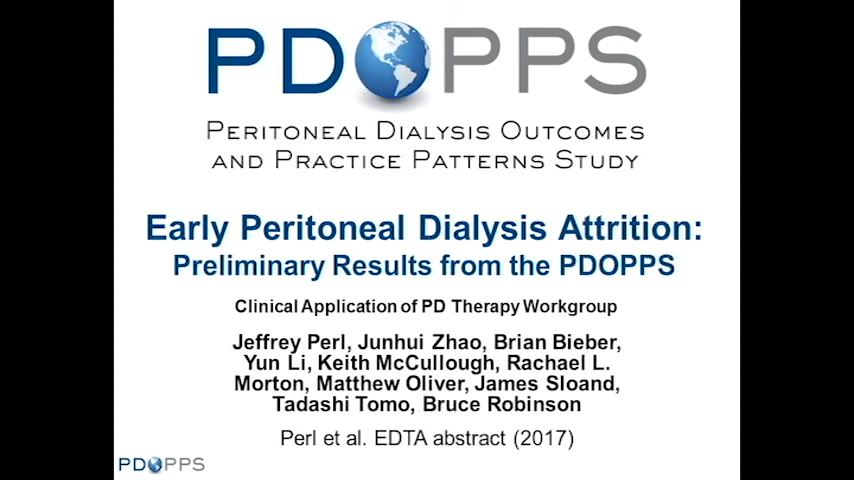 PDOPPS
PERITONEAL DIALYSIS OUTCOMES
AND PRACTICE PATTERNS STUDY
Early Peritoneal Dialysis Attrition:
Preliminary Results from the PDOPPS
Clinical Application of PD Therapy Workgroup
Jeffrey Perl, Junhui Zhao, Brian Bieber,
Yun Li, Keith McCullough, Rachael L.
Morton, Matthew Oliver, James Sloand,
Tadashi Tomo, Bruce Robinson
Perl et al. EDTA abstract (2017)
PDOPPS